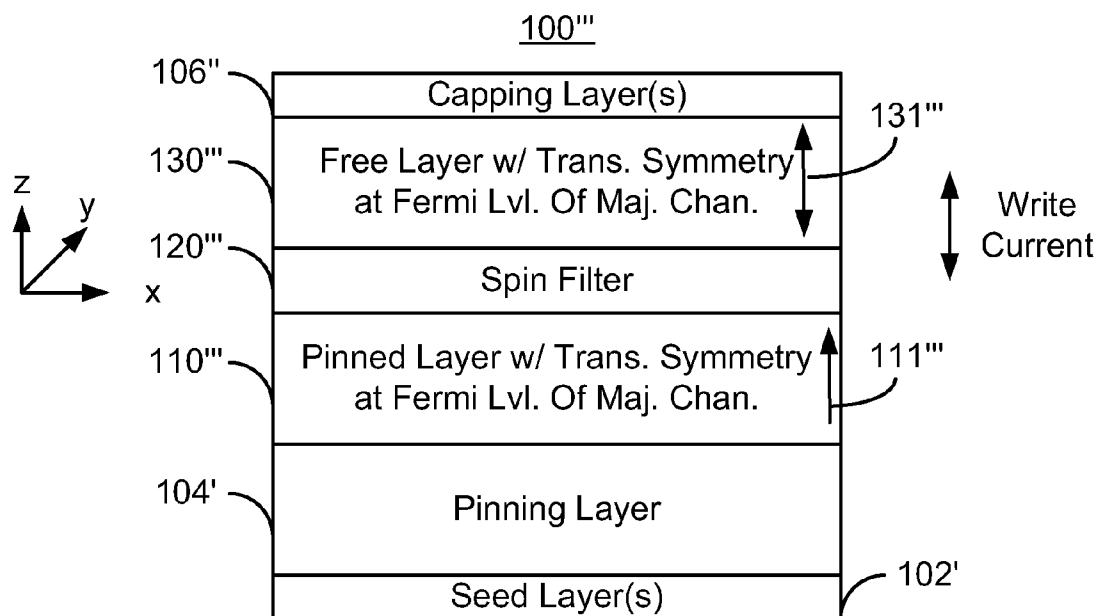 100'''
106"
Capping Layer(s)
131'''
130'''
Free Layer w/ Trans. Symmetry
at Fermi Lvl. Of Maj. Chan.
z
y
x
Write
Current
120'''
Spin Filter
110'''
Pinned Layer w/ Trans. Symmetry
at Fermi Lvl. Of Maj. Chan.
111'''
104'
Pinning Layer
102'
Seed Layer(s)